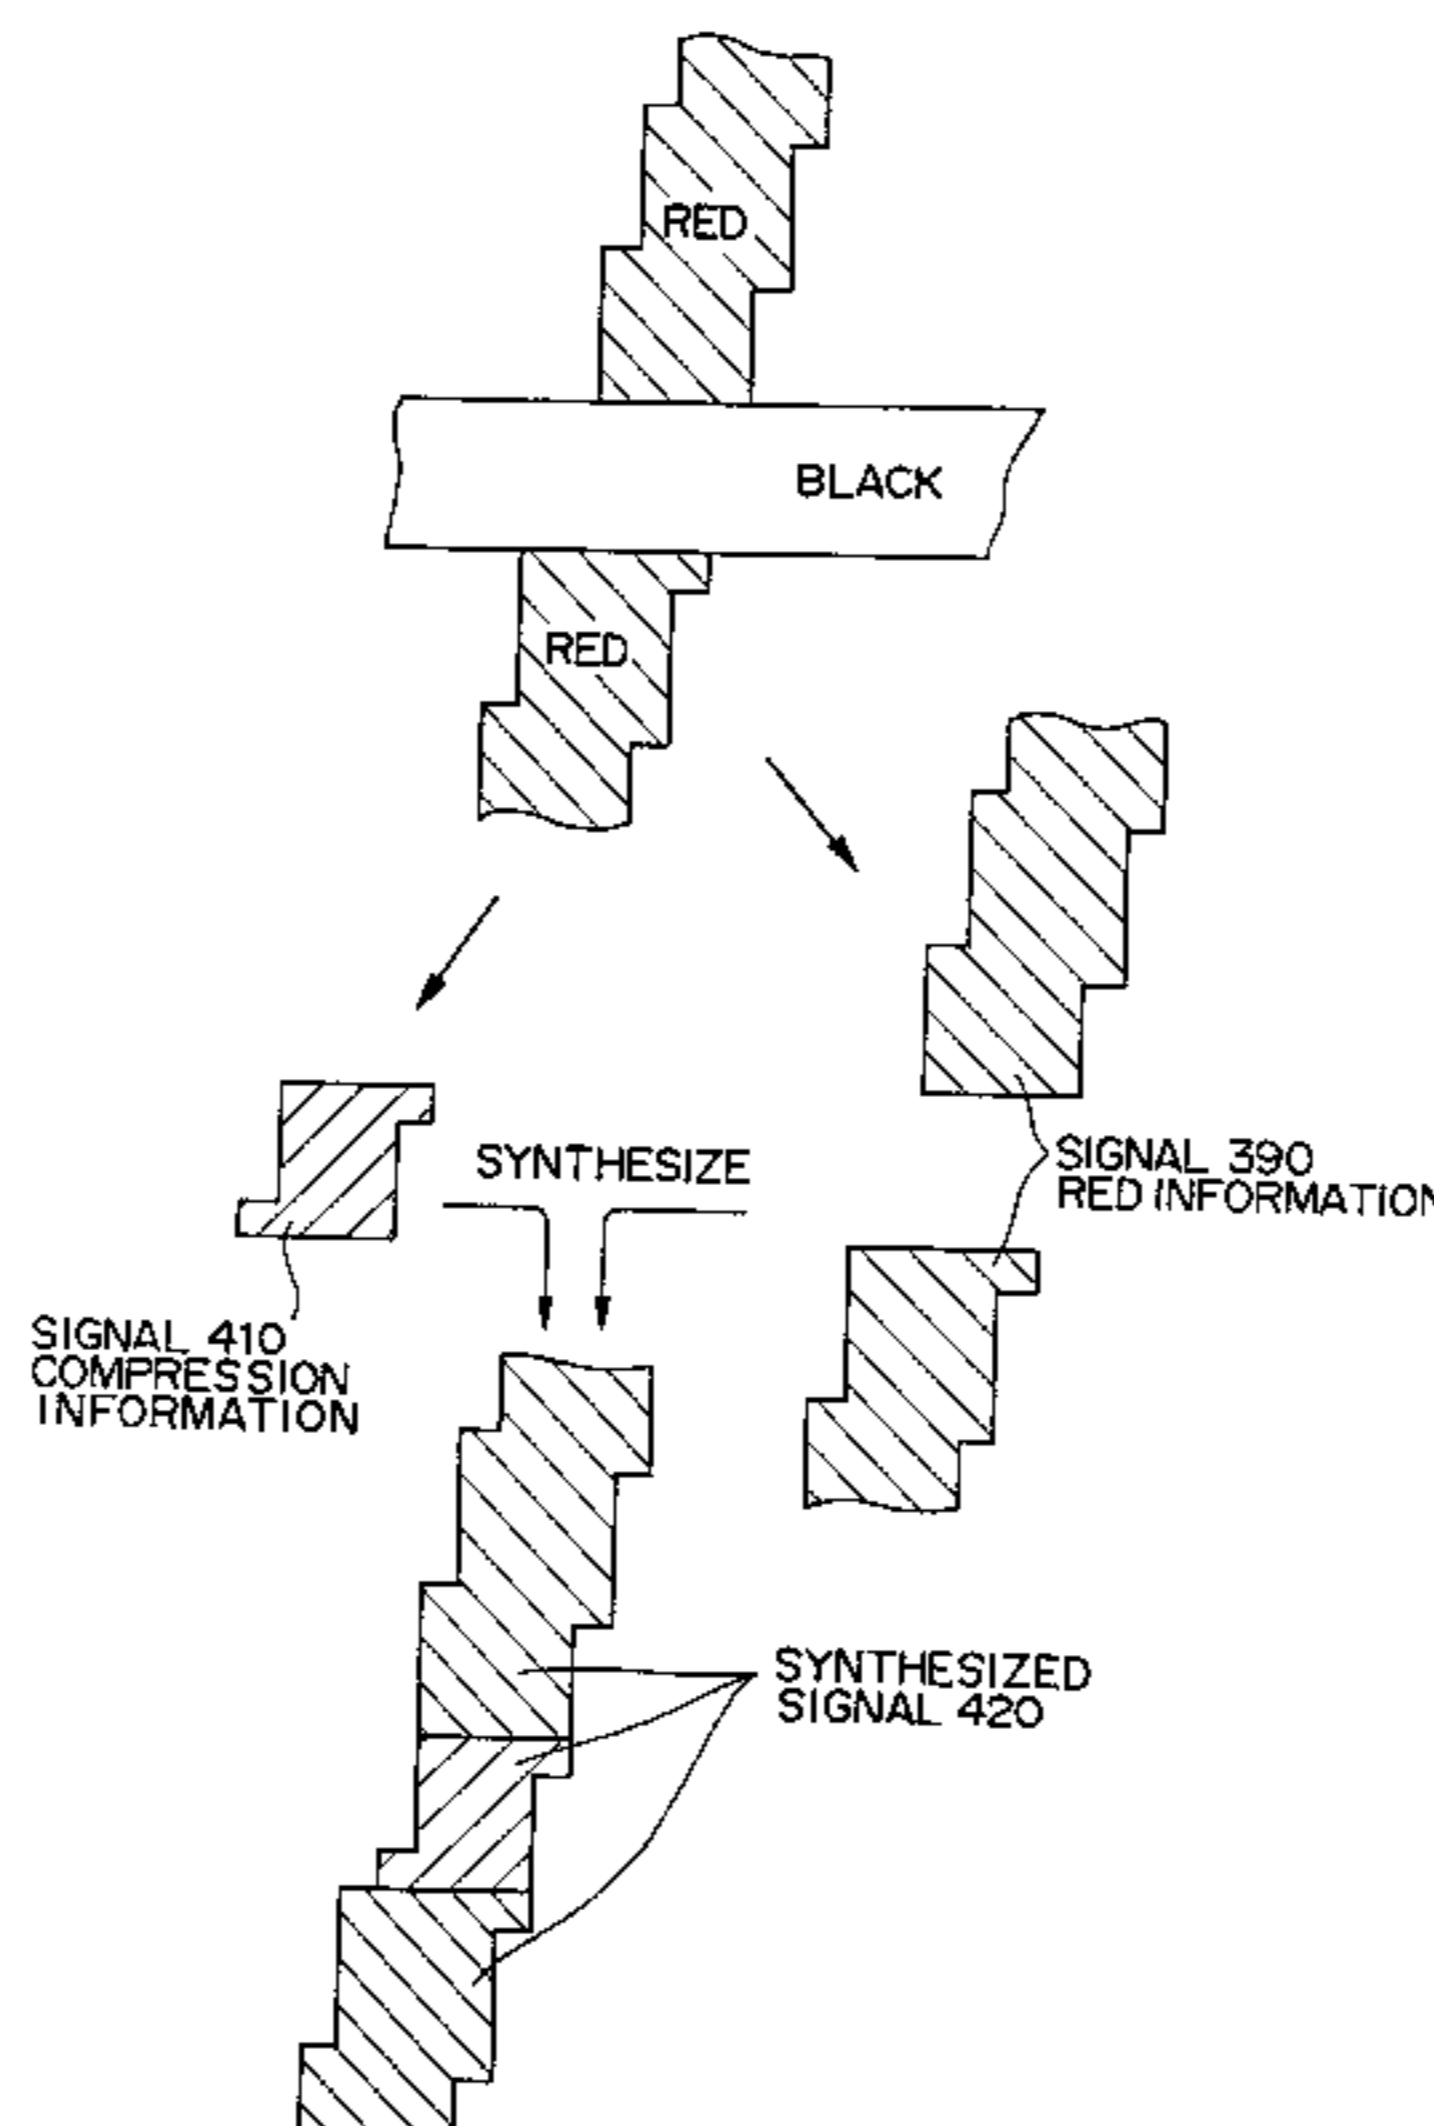 RED
BLACK
RED
SYNTHESIZE
SIGNAL 390
RED INFORMATION
SIGNAL 410
COMPRESSION
INFORMATION
SYNTHESIZED
SIGNAL 420